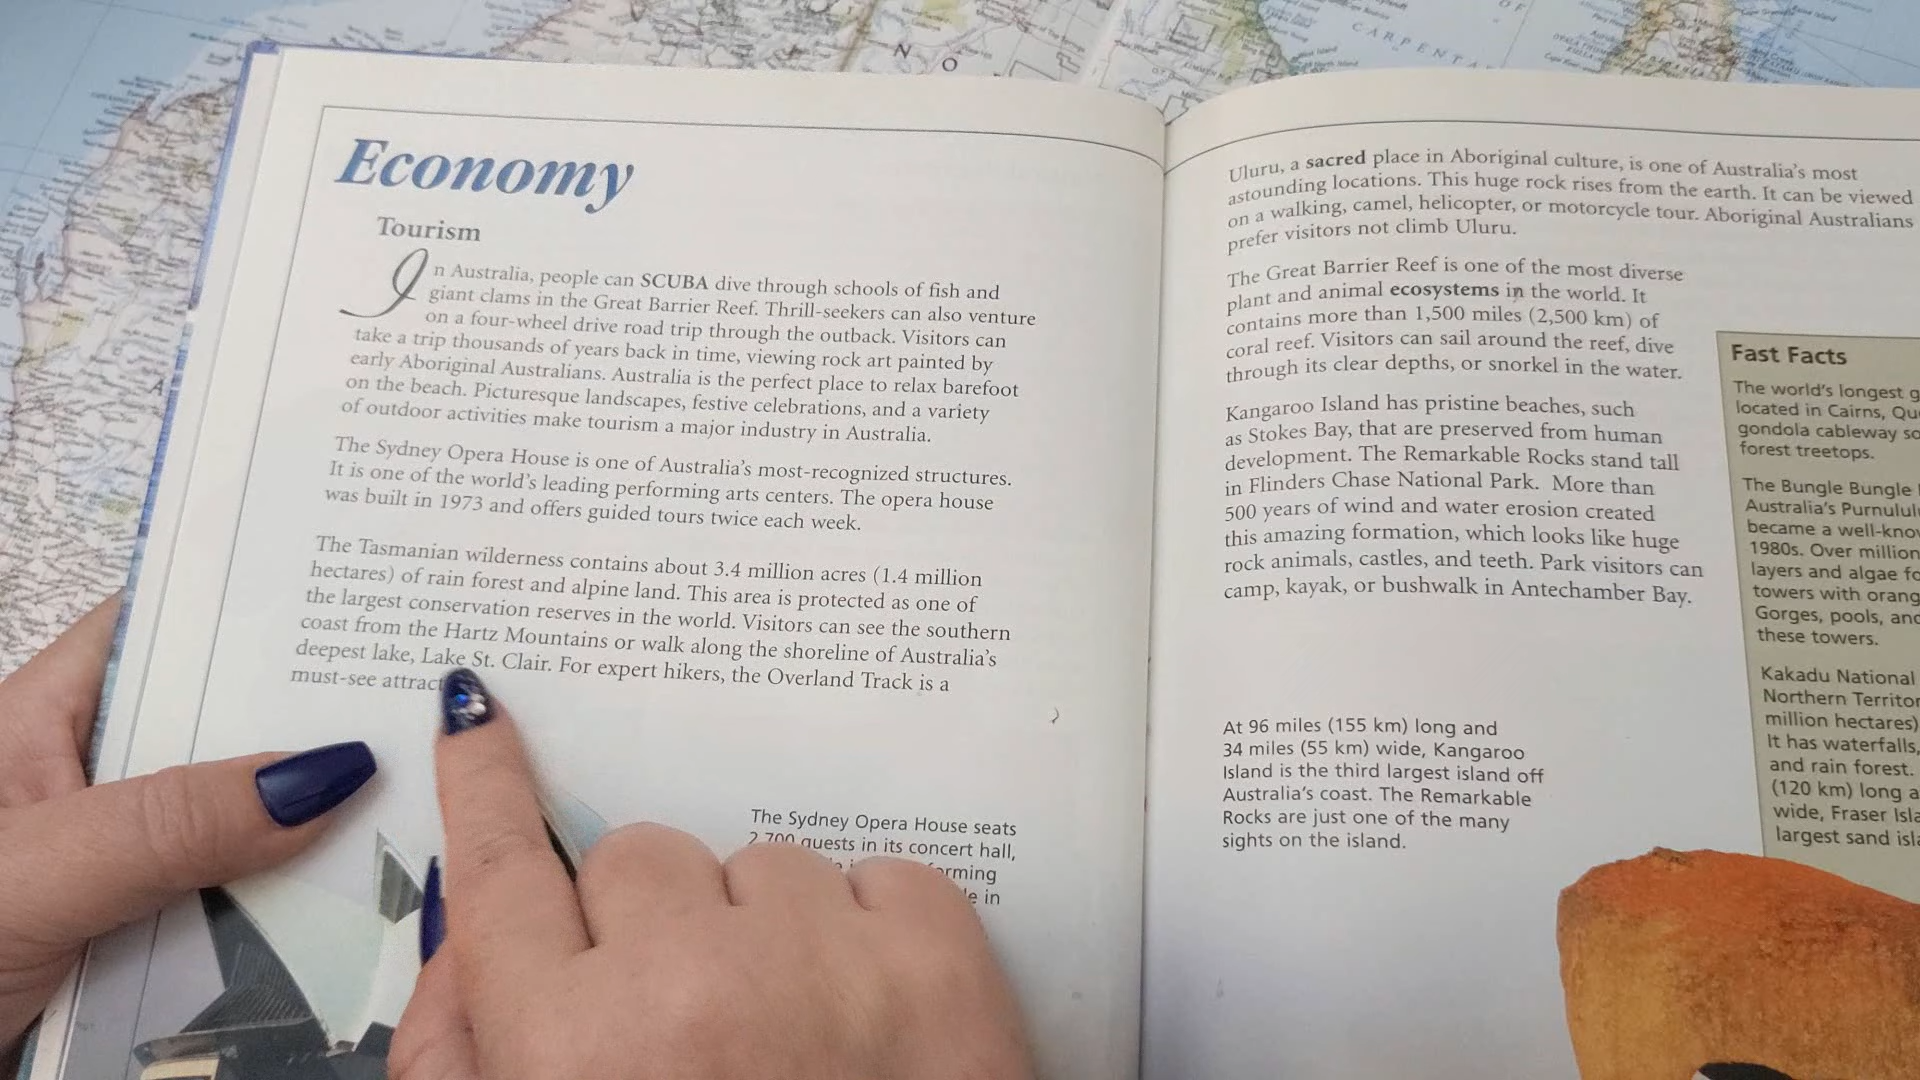 Economy
Tourism
In Australia, people can SCUBA dive through schools of fish and
giant clams in the Great Barrier Reef. Thrill-seekers can also venture
on a four-wheel drive road trip through the outback. Visitors can
take a trip thousands of years back in time, viewing rock art painted by
early Aboriginal Australians. Australia is the perfect place to relax barefoot
on the beach. Picturesque landscapes, festive celebrations, and a variety
of outdoor activities make tourism a major industry in Australia.
The Sydney Opera House is one of Australia's most-recognized structures.
It is one of the world's leading performing arts centers. The opera house
was built in 1973 and offers guided tours twice each week.
The Tasmanian wilderness contains about 3.4 million acres (1.4 million
hectares) of rain forest and alpine land. This area is protected as one of
the largest conservation reserves in the world. Visitors can see the southern
coast from the Hartz Mountains or walk along the shoreline of Australia's
deepest lake, Lake St. Clair. For expert hikers, the Overland Track is a
must-see attract
The Sydney Opera House seats
2,700 guests in its concert hall,
rming
in
Uluru, a sacred place in Aboriginal culture, is one of Australia's most
astounding locations. This huge rock rises from the earth. It can be viewed
on a walking, camel, helicopter, or motorcycle tour. Aboriginal Australians
prefer visitors not climb Uluru.
The Great Barrier Reef is one of the most diverse
plant and animal ecosystems in the world. It
contains more than 1,500 miles (2,500 km) of
coral reef. Visitors can sail around the reef, dive
through its clear depths, or snorkel in the water.
Kangaroo Island has pristine beaches, such
as Stokes Bay, that are preserved from human
development. The Remarkable Rocks stand tall
in Flinders Chase National Park. More than
500 years of wind and water erosion created
this amazing formation, which looks like huge
rock animals, castles, and teeth. Park visitors can
camp, kayak, or bushwalk in Antechamber Bay.
At 96 miles (155 km) long and
34 miles (55 km) wide, Kangaroo
Island is the third largest island off
Australia's coast. The Remarkable
Rocks are just one of the many
sights on the island.
Fast Facts
The world's longest g
located in Cairns, Qu
gondola cableway so
forest treetops.
The Bungle Bungle
Australia's Purnulul
became a well-kno
1980s. Over million
layers and algae fo
towers with orang
Gorges, pools, and
these towers.
Kakadu National
Northern Territor
million hectares)
It has waterfalls,
and rain forest.
(120 km) long a
wide, Fraser Isla
largest sand isla
N O
CARPENT